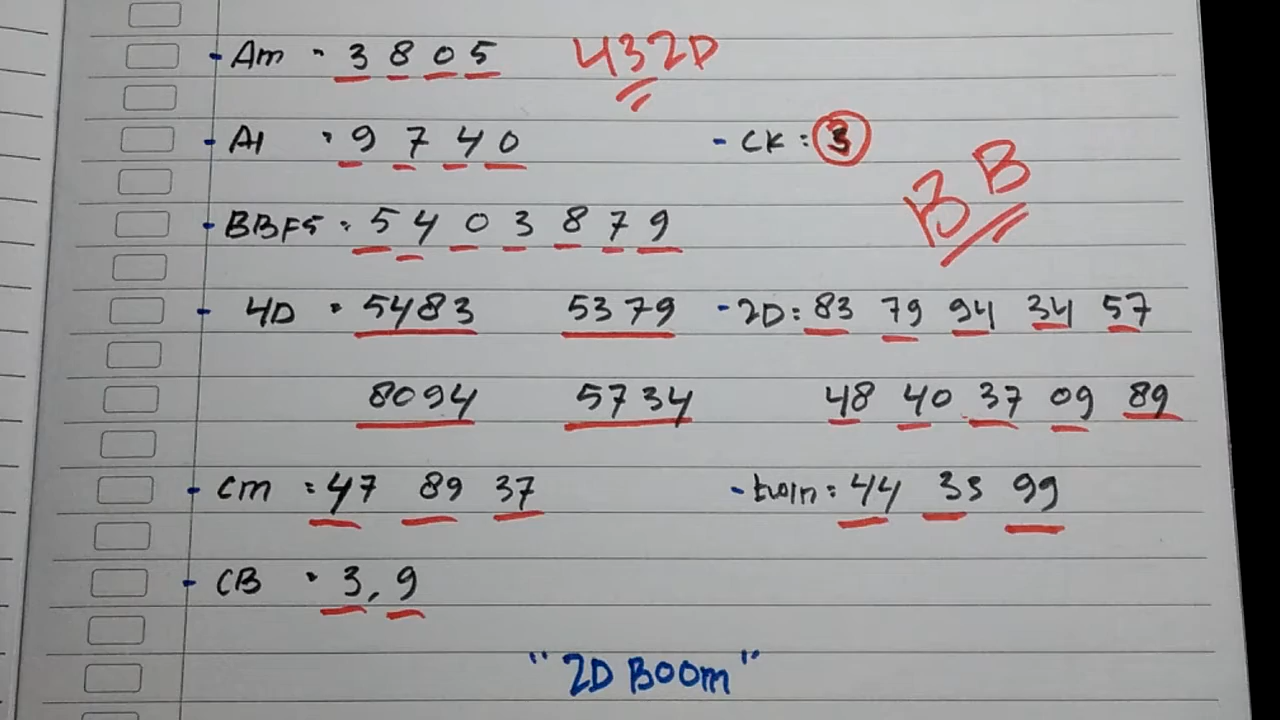 - Am = 3 8 0 5 432D
- AI = 9 7 4 0 - CK : 3
BB
- BBFS = 5 4 0 3 8 7 9
- 4D = 5483 5379 - 2D : 83 79 94 34 57
8094 5734 48 40 37 09 89
- Cm = 47 89 37 - twin = 44 33 99
- CB = 3, 9
"2D Boom"